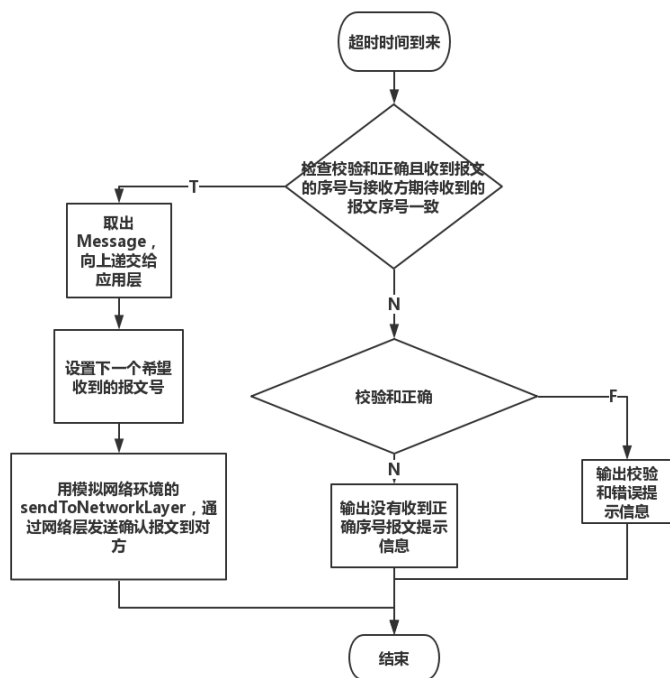 超时时间到来
检查校验和正确且收到报文
的序号与接收方期待收到的
报文序号一致
T
取出
Message，
向上递交给
应用层
N
设置下一个希望
收到的报文号
校验和正确
F
用模拟网络环境的
sendToNetworkLayer，通
过网络层发送确认报文到对
方
N
输出没有收到正
确序号报文提示
信息
输出校验
和错误提
示信息
结束